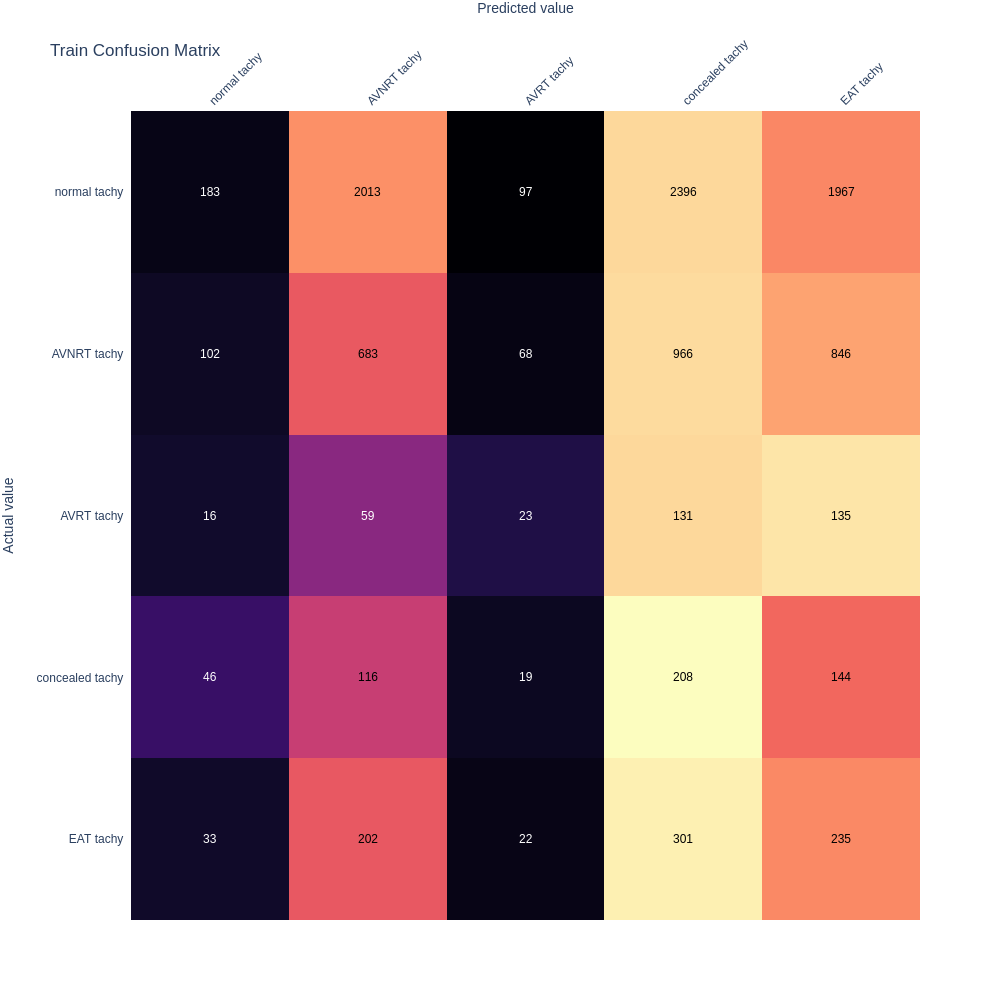 Predicted value
Train Confusion Matrix
normal tachy AVNRT tachy AVRT tachy concealed tachy EAT tachy
normal tachy 183 2013 97 2396 1967
AVNRT tachy 102 683 68 966 846
Actual value
AVRT tachy 16 59 23 131 135
concealed tachy 46 116 19 208 144
EAT tachy 33 202 22 301 235